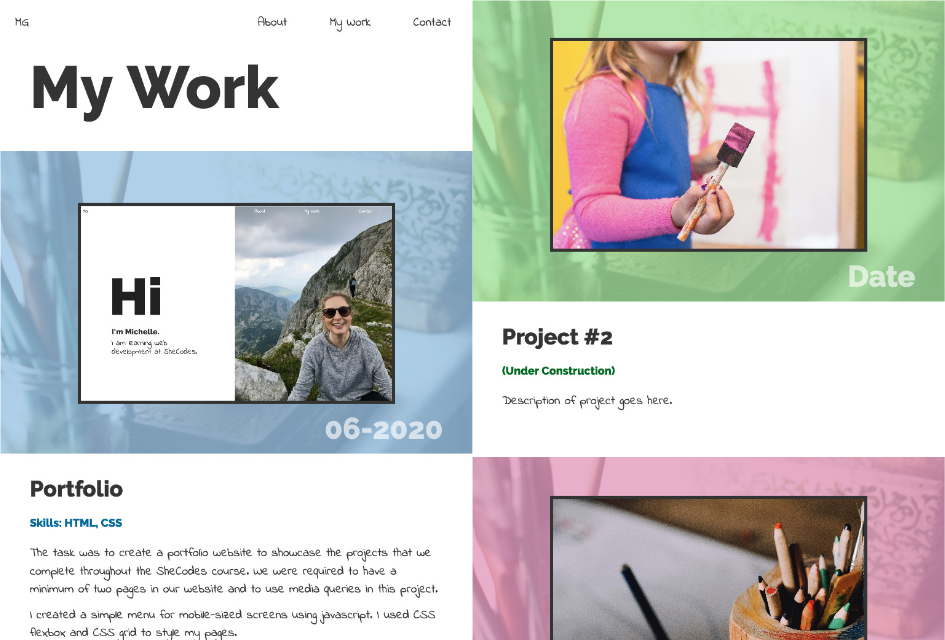 MG
About My Work Contact
My Work
MG
About My Work Contact
Hi
I'm Michelle.
I am learning web
development at SheCodes.
06-2020
Portfolio
Skills: HTML, CSS
The task was to create a portfolio website to showcase the projects that we
complete throughout the SheCodes course. We were required to have a
minimum of two pages in our website and to use media queries in this project.
I created a simple menu for mobile-sized screens using javascript. I used CSS
flexbox and CSS grid to style my pages.
Date
Project #2
(Under Construction)
Description of project goes here.